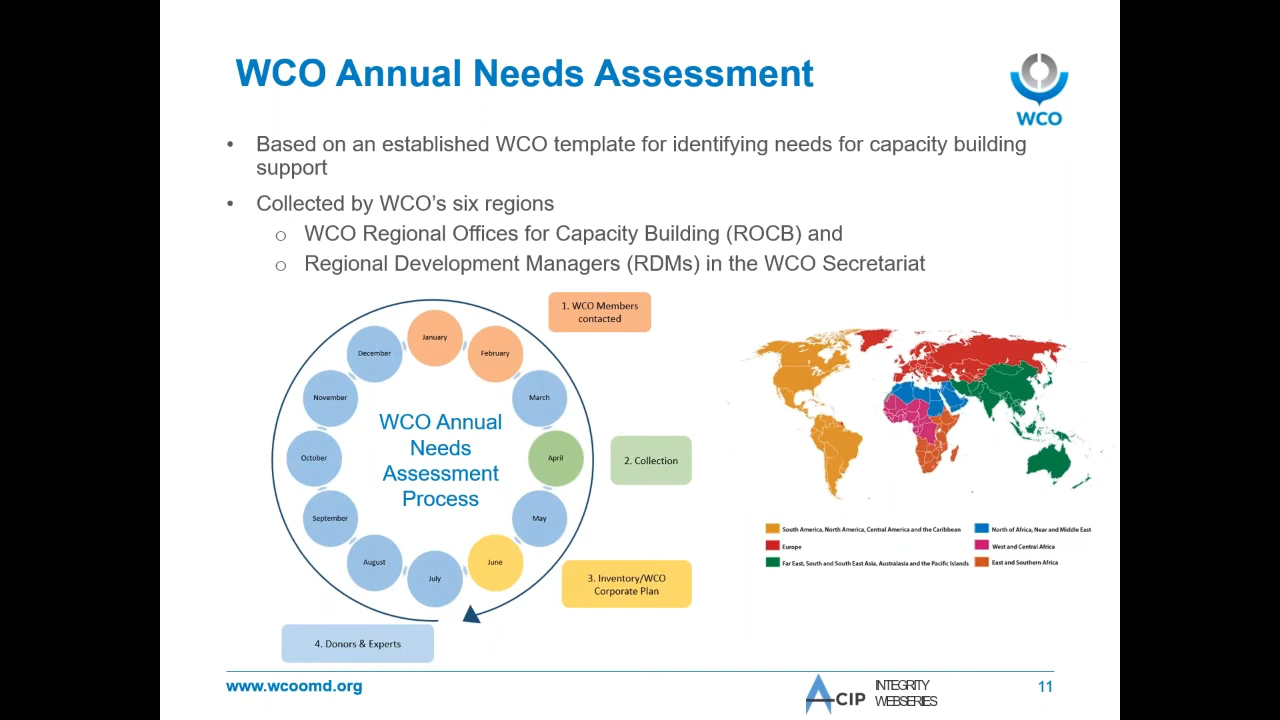 WCO Annual Needs Assessment
WCO
• Based on an established WCO template for identifying needs for capacity building
support
• Collected by WCO's six regions
o WCO Regional Offices for Capacity Building (ROCB) and
o Regional Development Managers (RDMs) in the WCO Secretariat
1. WCO Members
contacted
January
February
March
April
May
June
July
August
September
October
November
December
WCO Annual
Needs
Assessment
Process
2. Collection
3. Inventory/WCO
Corporate Plan
4. Donors & Experts
South America, North America, Central America and the Caribbean
Europe
Far East, South and South East Asia, Australasia and the Pacific Islands
North of Africa, Near and Middle East
West and Central Africa
East and Southern Africa
www.wcoomd.org
ACIP
INTEGRITY
WEBSERIES
11